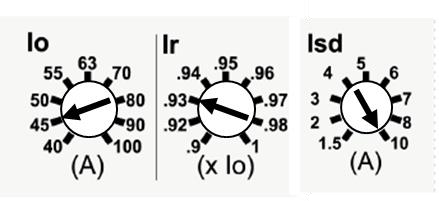 Io Ir Isd
63 .95 5
55 70 .94 .96 4 6
50 80 .93 .97 3 7
45 90 .92 .98 2 8
40 100 .9 1 1.5 10
(A) (x Io) (A)